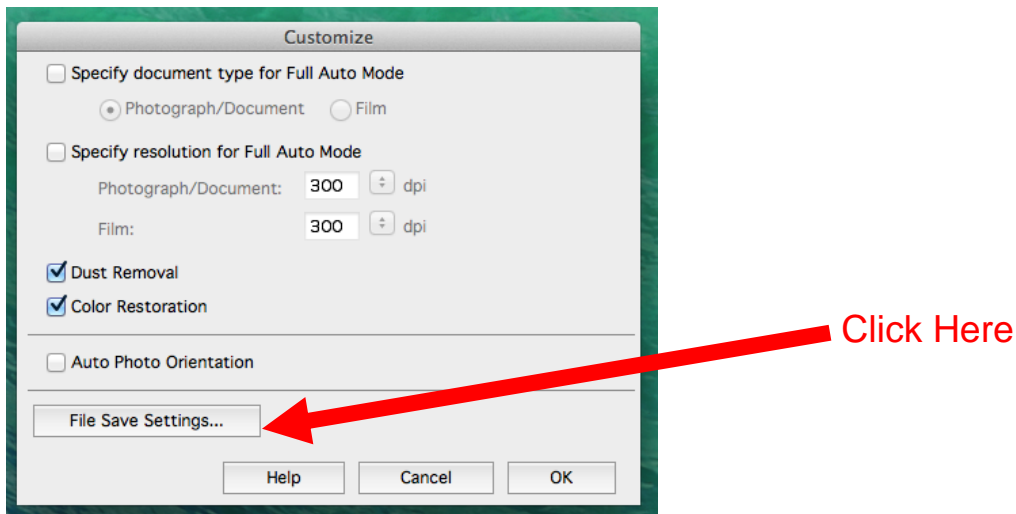 Customize
Specify document type for Full Auto Mode
Photograph/Document Film
Specify resolution for Full Auto Mode
Photograph/Document: 300 dpi
Film: 300 dpi
Dust Removal
Color Restoration
Click Here
Auto Photo Orientation
File Save Settings...
Help Cancel OK